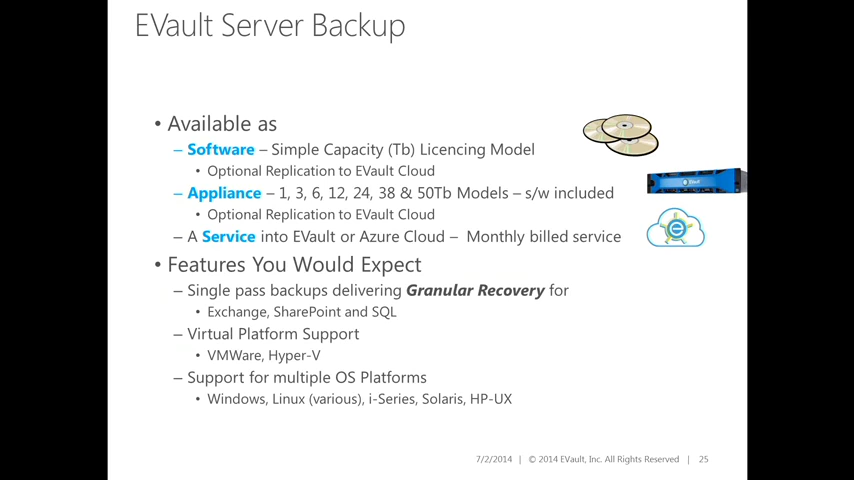 EVault Server Backup
• Available as
– Software – Simple Capacity (Tb) Licencing Model
• Optional Replication to EVault Cloud
– Appliance – 1, 3, 6, 12, 24, 38 & 50Tb Models – s/w included
• Optional Replication to EVault Cloud
– A Service into EVault or Azure Cloud – Monthly billed service
• Features You Would Expect
– Single pass backups delivering Granular Recovery for
• Exchange, SharePoint and SQL
– Virtual Platform Support
• VMWare, Hyper-V
– Support for multiple OS Platforms
• Windows, Linux (various), i-Series, Solaris, HP-UX
7/2/2014 | © 2014 EVault, Inc. All Rights Reserved | 25